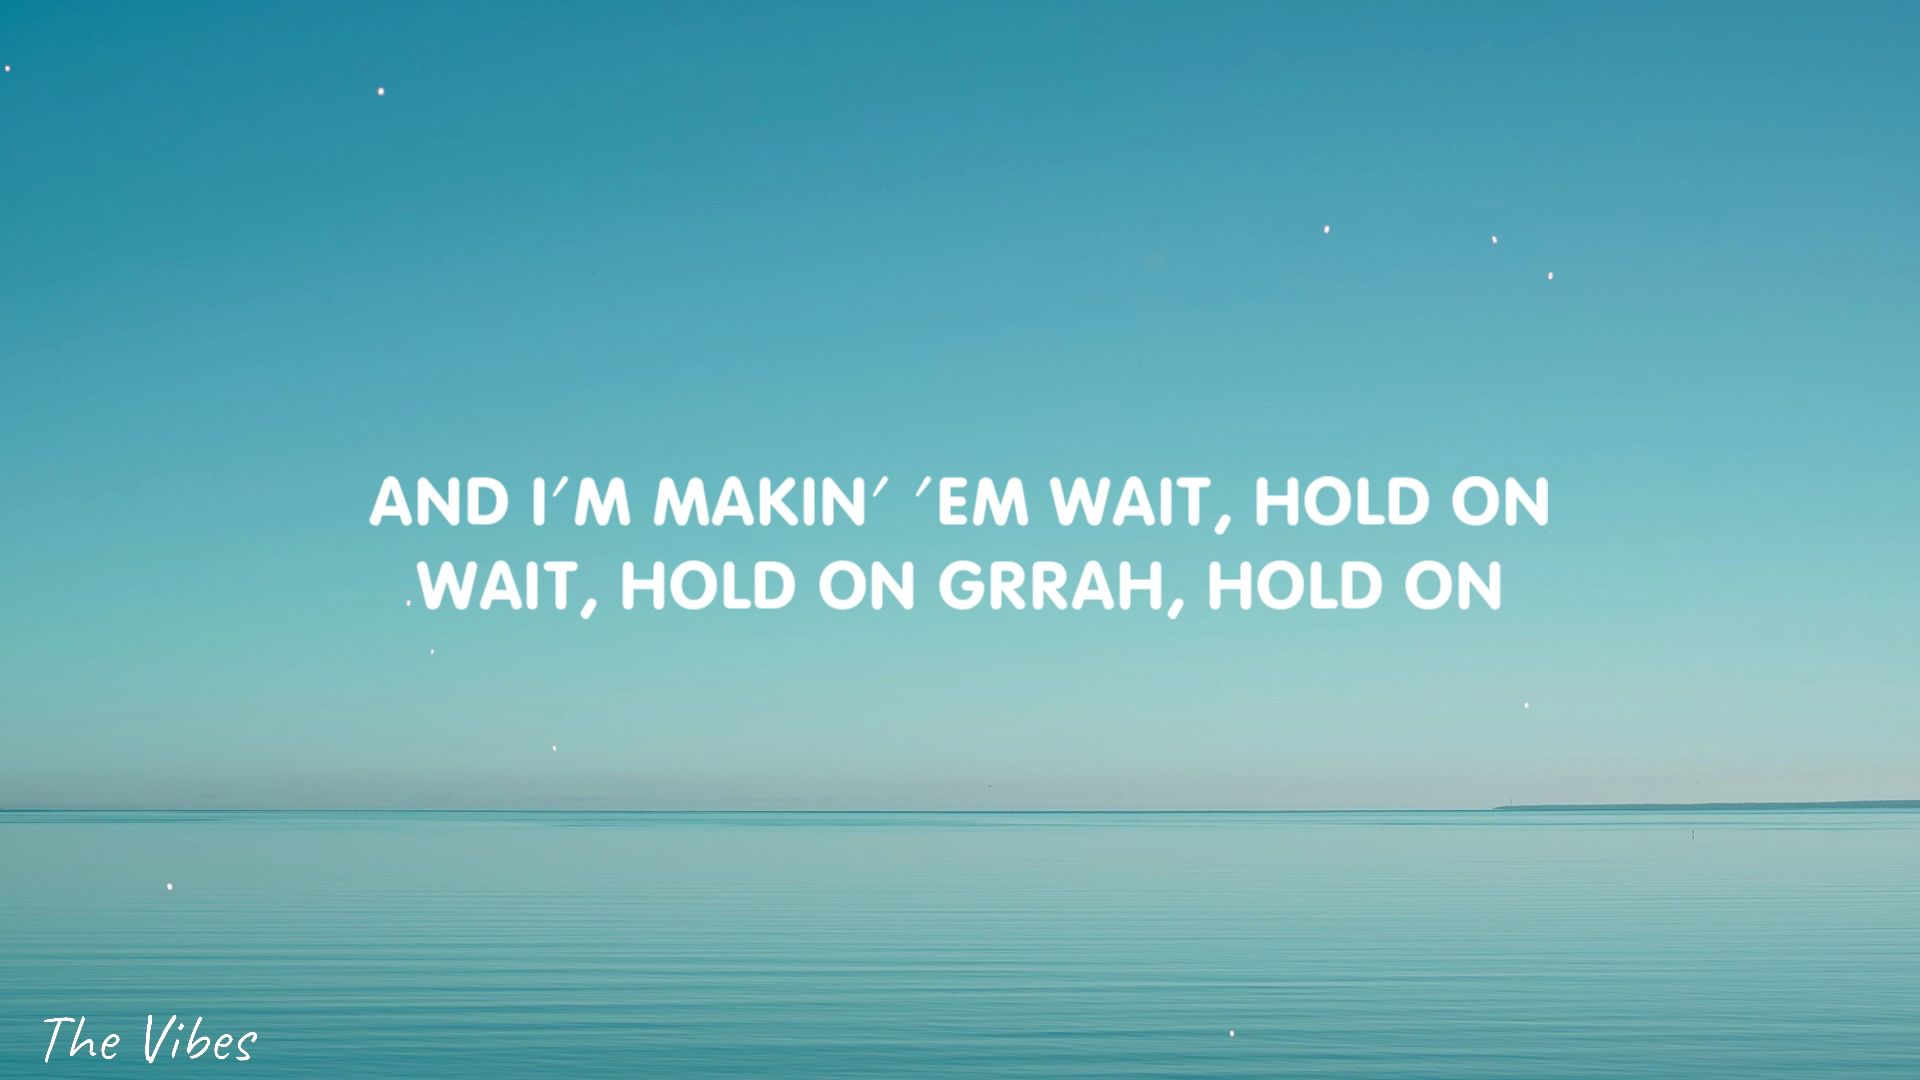 AND I'M MAKIN' 'EM WAIT, HOLD ON
WAIT, HOLD ON GRRAH, HOLD ON
The Vibes